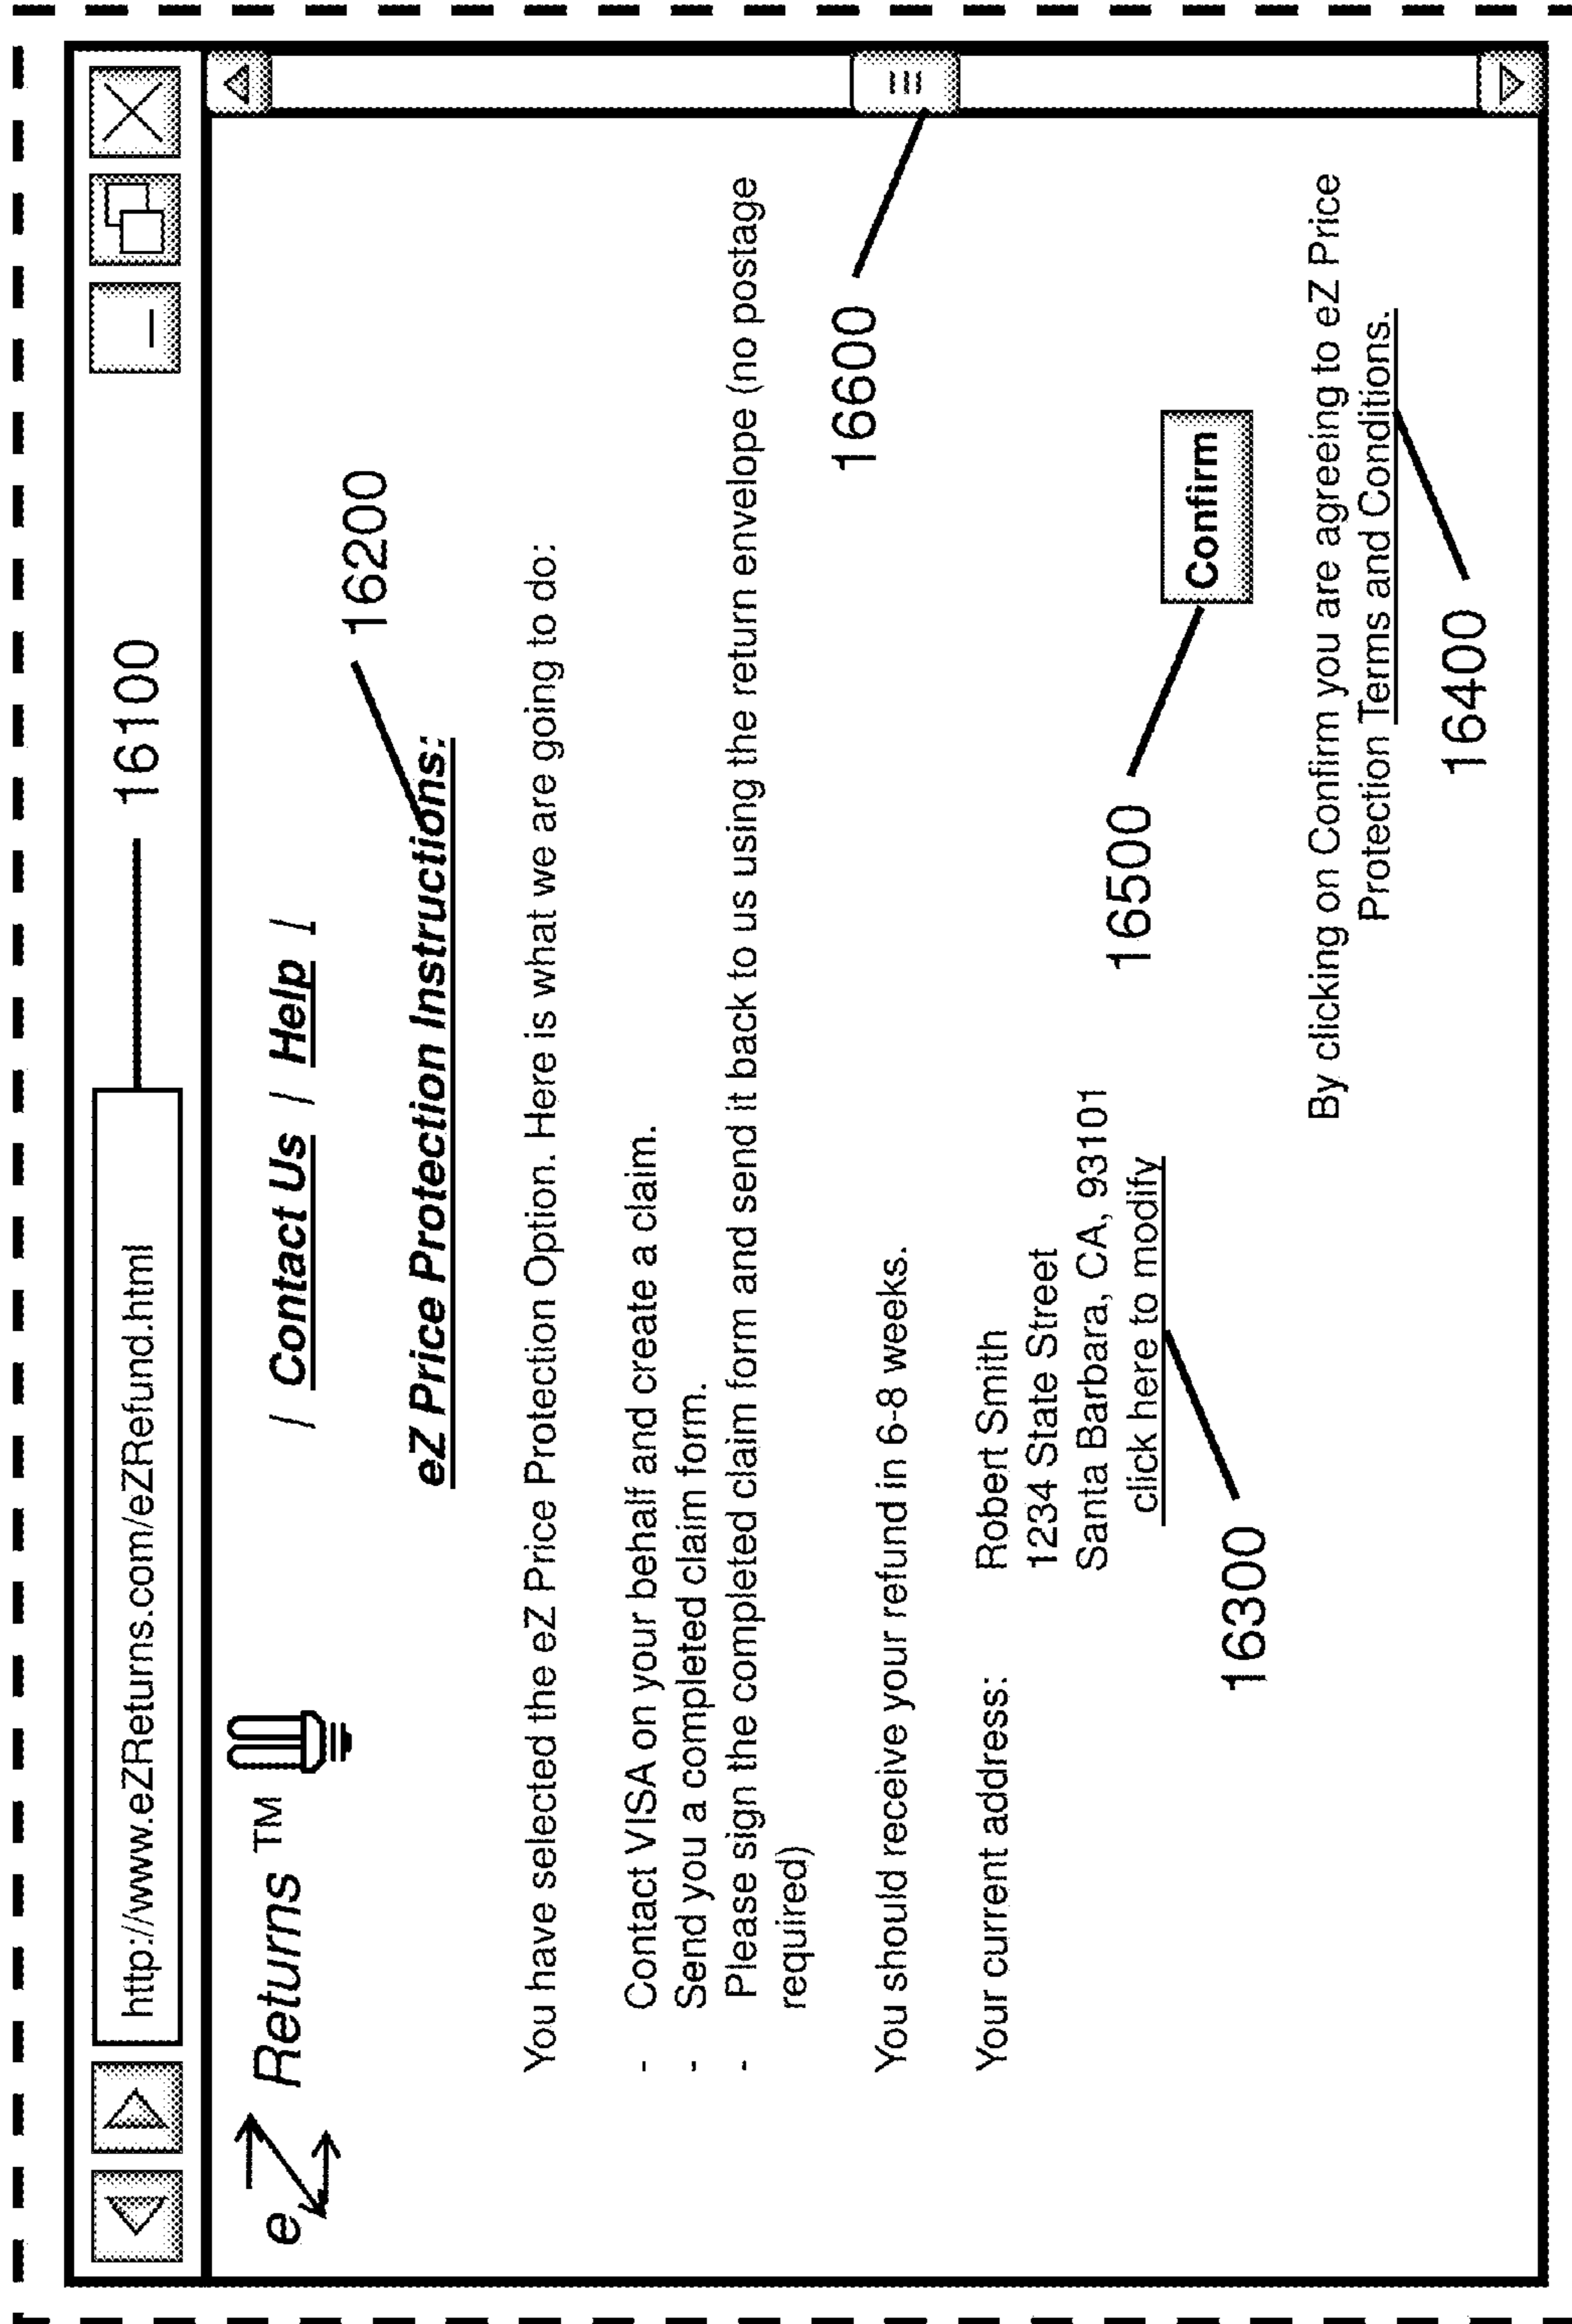 http://www.eZReturns.com/eZRefund.html
16100
eZ Returns TM
| Contact Us | Help |
16200
eZ Price Protection Instructions:
You have selected the eZ Price Protection Option. Here is what we are going to do:
- Contact VISA on your behalf and create a claim.
- Send you a completed claim form.
- Please sign the completed claim form and send it back to us using the return envelope (no postage
required)
16600
You should receive your refund in 6-8 weeks.
Your current address:
Robert Smith
1234 State Street
Santa Barbara, CA, 93101
click here to modify
16300
16500
Confirm
By clicking on Confirm you are agreeing to eZ Price
Protection Terms and Conditions.
16400